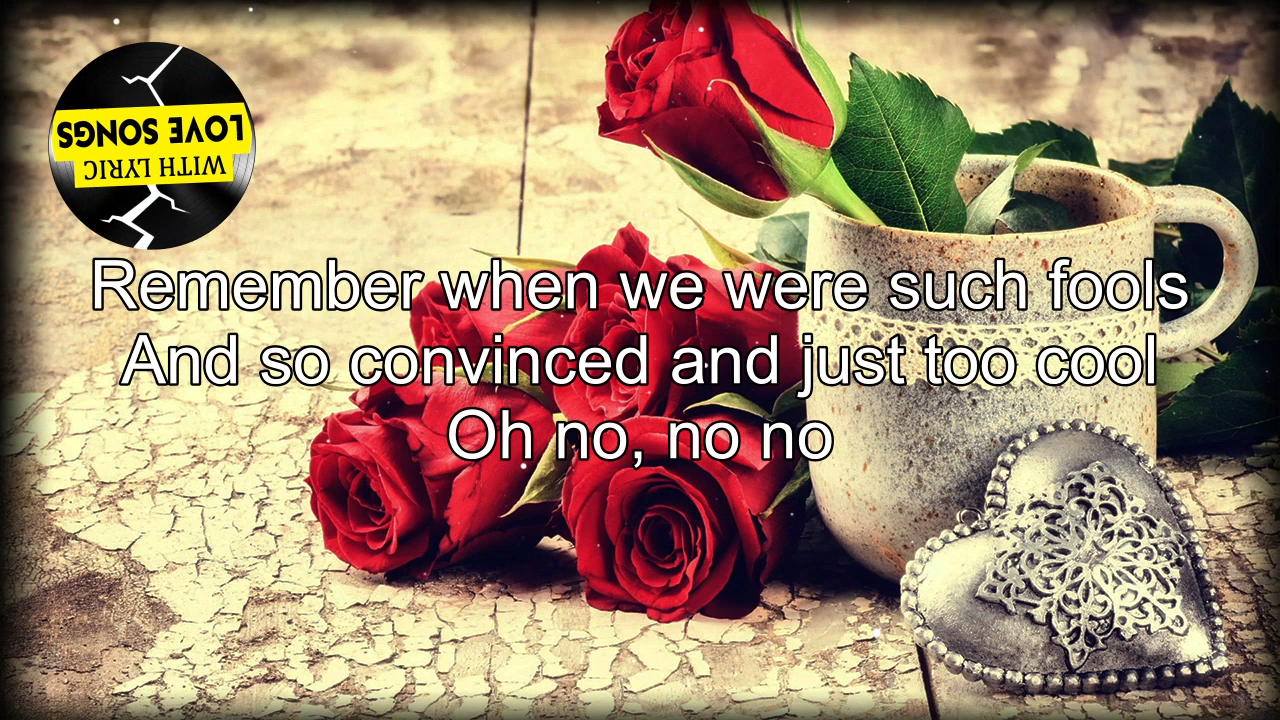 LOVE SONGS
WITH LYRIC
Remember when we were such fools
And so convinced and just too cool
Oh no, no no